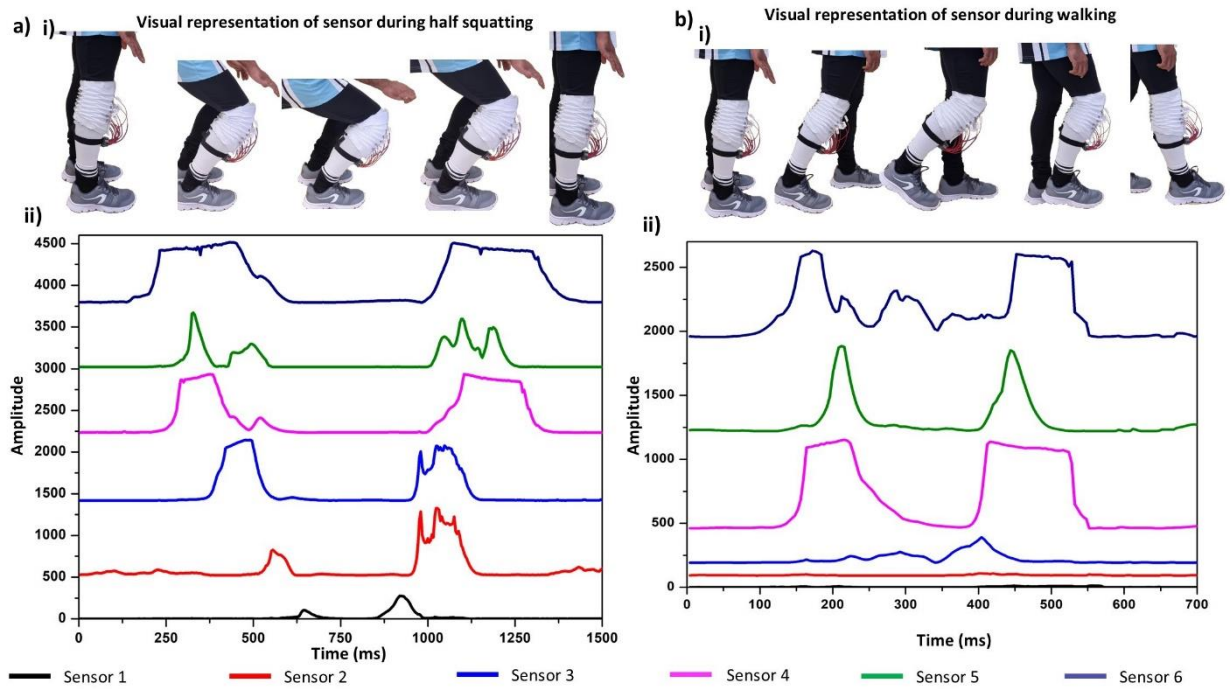 a) i) Visual representation of sensor during half squatting
b) Visual representation of sensor during walking
i)
ii)
4500
4000
3500
3000
2500
2000
1500
1000
500
0
Amplitude
0 250 500 750 1000 1250 1500
Time (ms)
ii)
2500
2000
1500
1000
500
0
Amplitude
0 100 200 300 400 500 600 700
Time (ms)
Sensor 1 Sensor 2 Sensor 3 Sensor 4 Sensor 5 Sensor 6